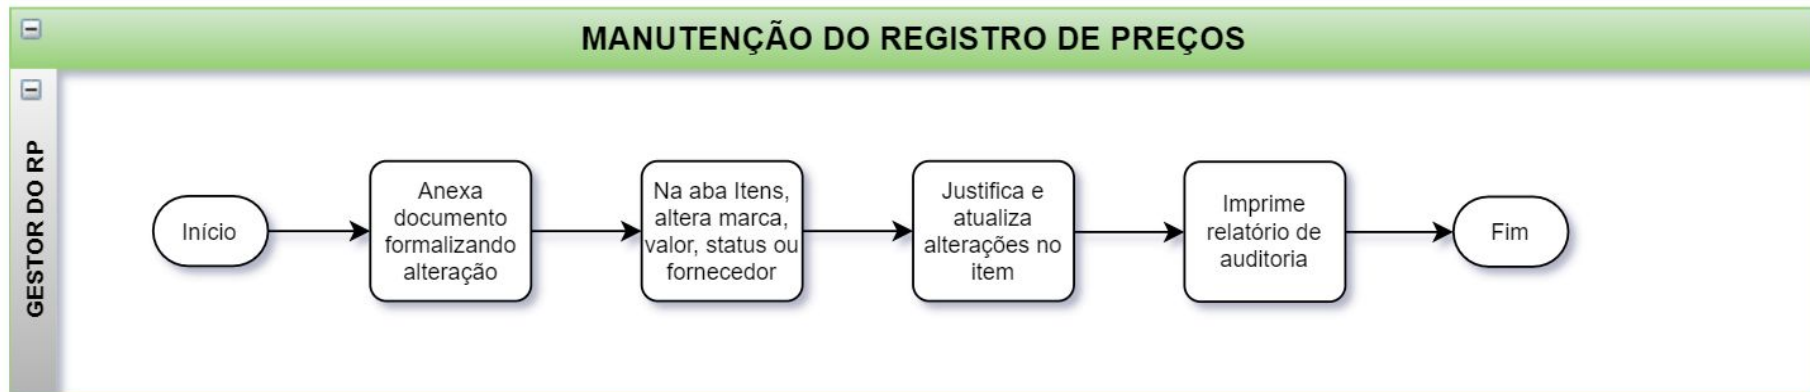 MANUTENÇÃO DO REGISTRO DE PREÇOS
GESTOR DO RP
Início
Anexa
documento
formalizando
alteração
Na aba Itens,
altera marca,
valor, status ou
fornecedor
Justifica e
atualiza
alterações no
item
Imprime
relatório de
auditoria
Fim